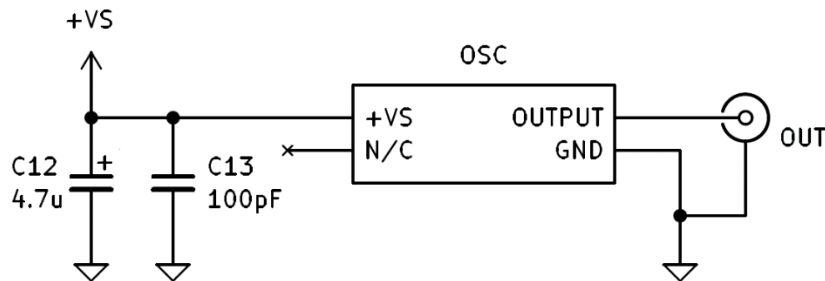 +VS
OSC
+VS
OUTPUT
N/C
GND
OUT
C12
+
4.7u
C13
100pF